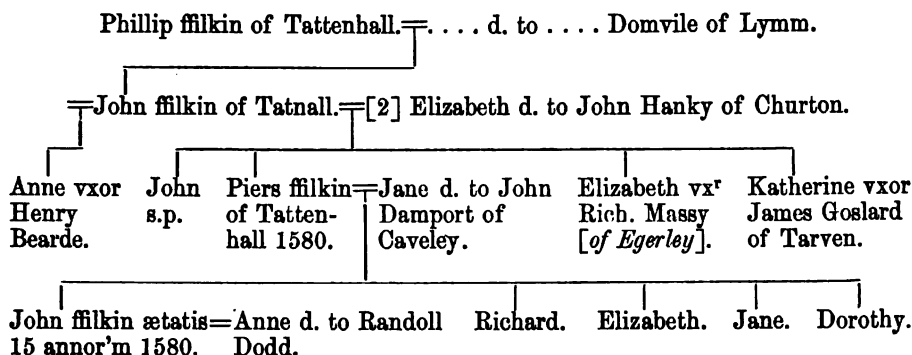 Phillip ffilkin of Tattenhall.=. . . . d. to . . . . Domvile of Lymm.
=John ffilkin of Tatnall.=[2] Elizabeth d. to John Hanky of Churton.
Anne vxor Henry Bearde.
John s.p.
Piers ffilkin of Tatten-
hall 1580.
=Jane d. to John Damport of Caveley.
Elizabeth vxʳ Rich. Massy [of Egerley].
Katherine vxor James Goslard of Tarven.
John ffilkin ætatis 15 annor'm 1580.
=Anne d. to Randoll Dodd.
Richard.
Elizabeth.
Jane.
Dorothy.